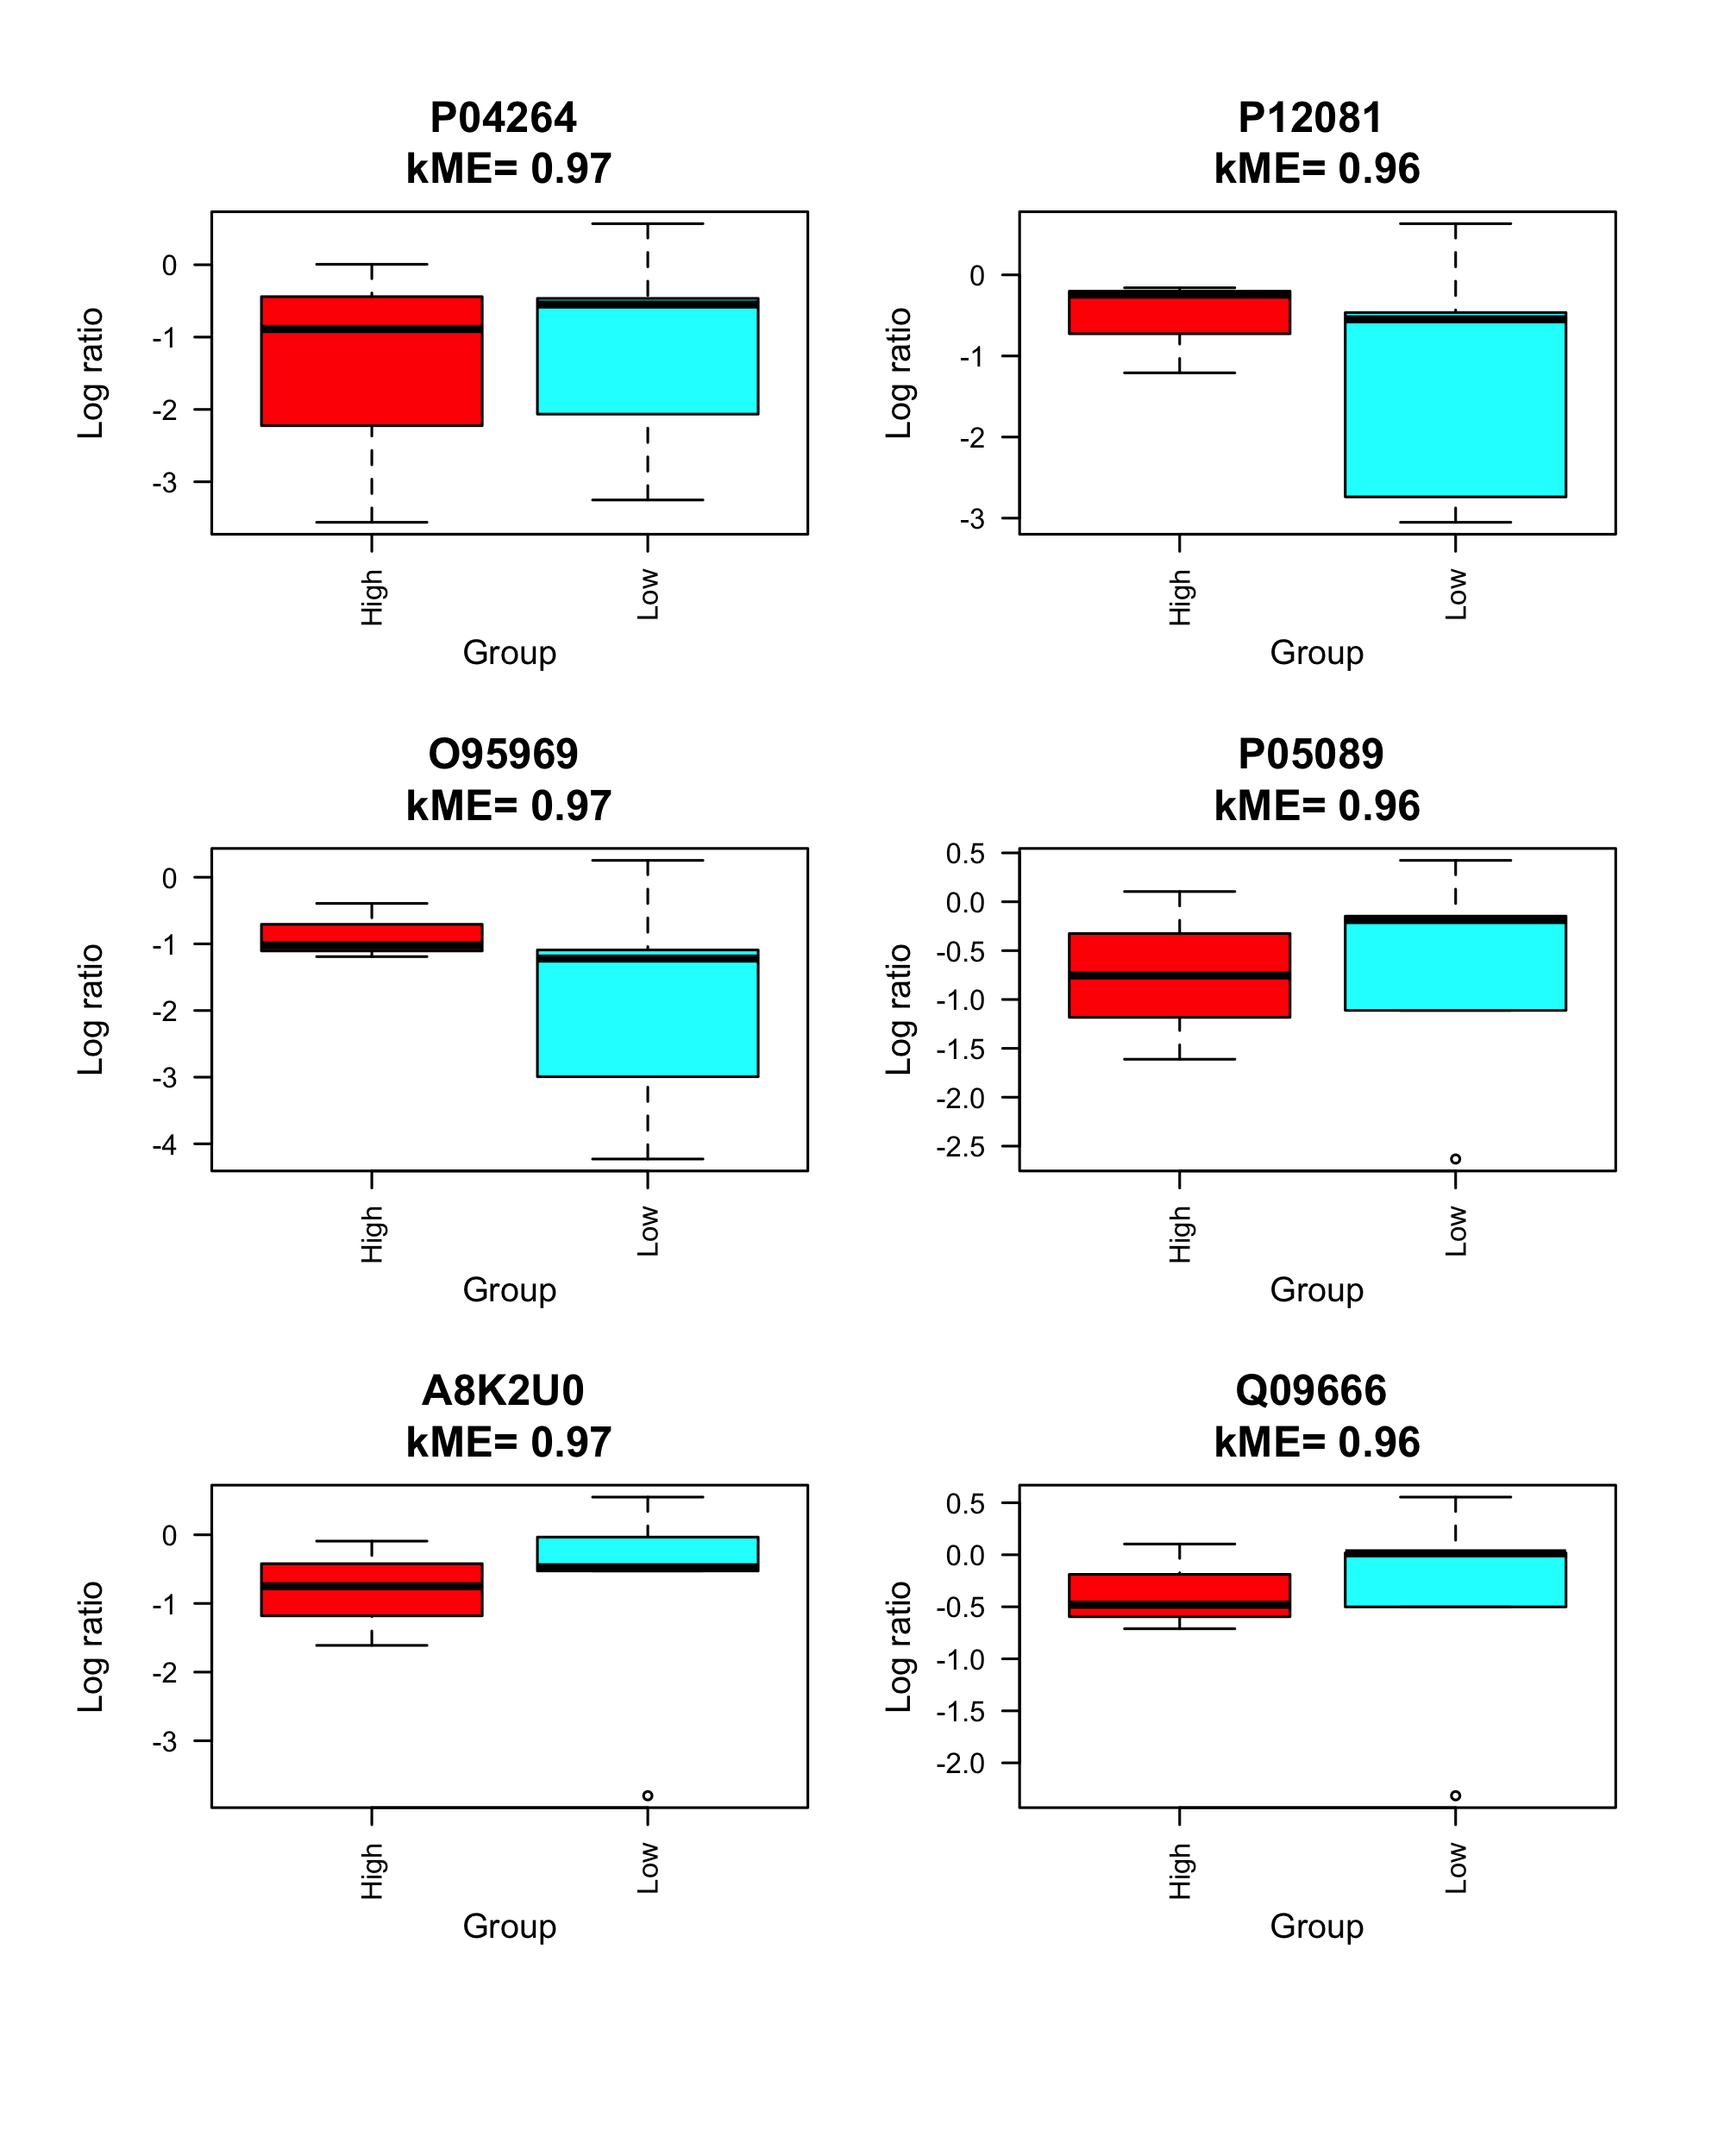 P04264
kME= 0.97
Log ratio
0
-1
-2
-3
High
Low
Group
P12081
kME= 0.96
Log ratio
0
-1
-2
-3
High
Low
Group
O95969
kME= 0.97
Log ratio
0
-1
-2
-3
-4
High
Low
Group
P05089
kME= 0.96
Log ratio
0.5
0.0
-0.5
-1.0
-1.5
-2.0
-2.5
High
Low
Group
A8K2U0
kME= 0.97
Log ratio
0
-1
-2
-3
High
Low
Group
Q09666
kME= 0.96
Log ratio
0.5
0.0
-0.5
-1.0
-1.5
-2.0
High
Low
Group